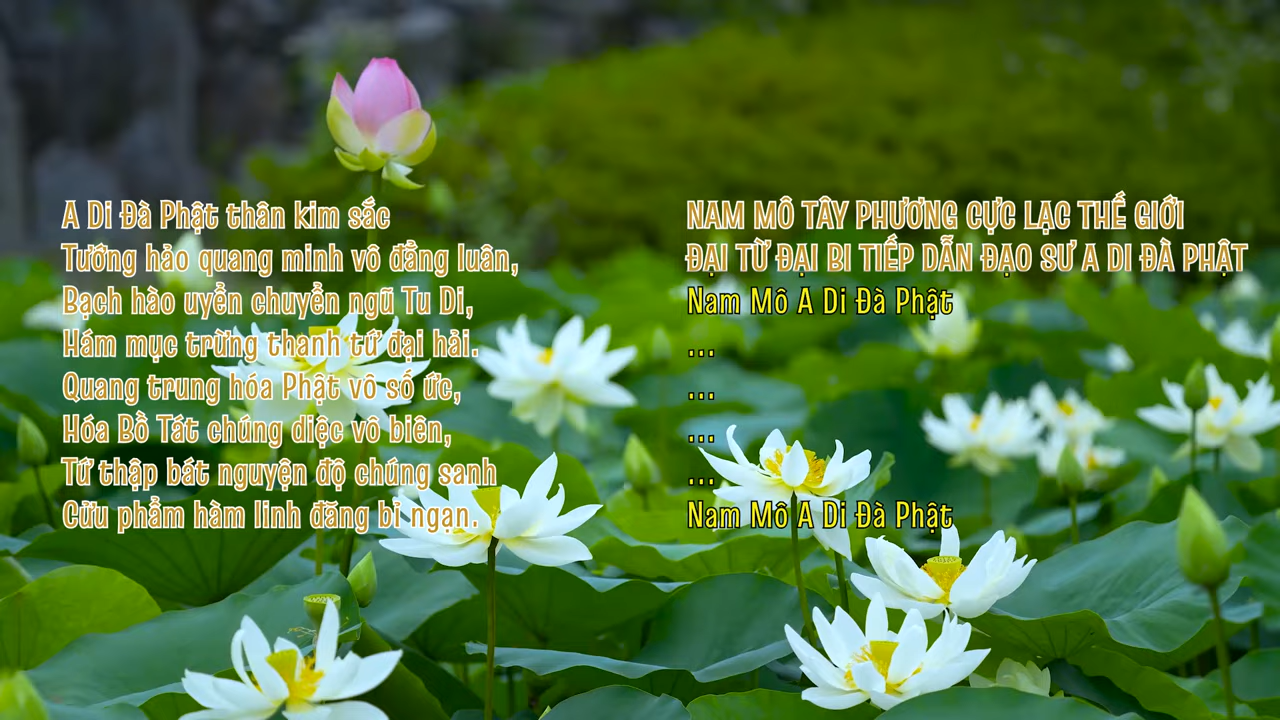 A Di Đà Phật thân kim sắc
Tướng hảo quang minh vô đẳng luân,
Bạch hào uyển chuyển ngũ Tu Di,
Hám mục trừng thanh tứ đại hải.
Quang trung hóa Phật vô số ức,
Hóa Bồ Tát chúng diệc vô biên,
Tứ thập bát nguyện độ chúng sanh
Cửu phẩm hàm linh đăng bỉ ngạn.
NAM MÔ TÂY PHƯƠNG CỰC LẠC THẾ GIỚI
ĐẠI TỪ ĐẠI BI TIẾP DẪN ĐẠO SƯ A DI ĐÀ PHẬT
Nam Mô A Di Đà Phật
...
...
...
...
Nam Mô A Di Đà Phật